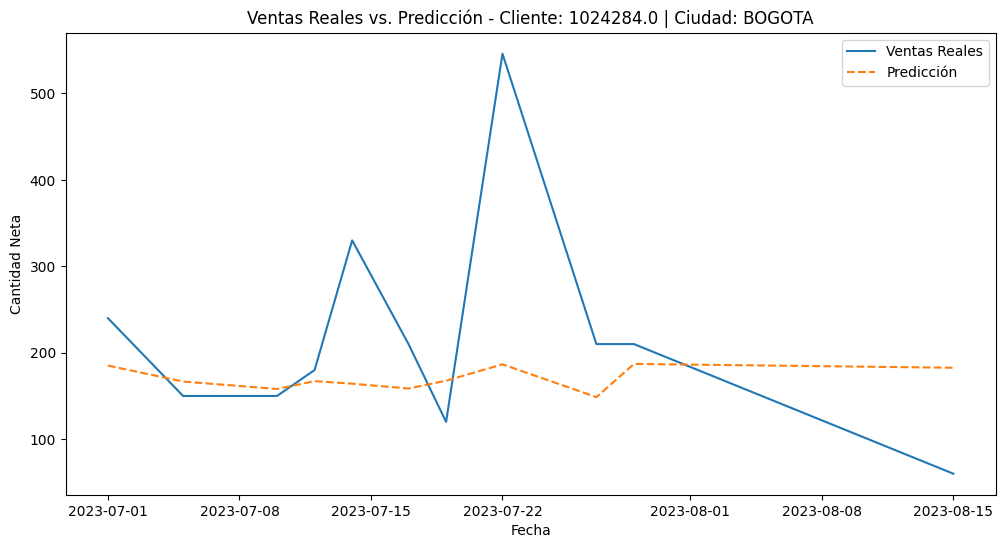 Ventas Reales vs. Predicción - Cliente: 1024284.0 | Ciudad: BOGOTA
Ventas Reales
Predicción
Cantidad Neta
500
400
300
200
100
2023-07-01
2023-07-08
2023-07-15
2023-07-22
2023-08-01
2023-08-08
2023-08-15
Fecha